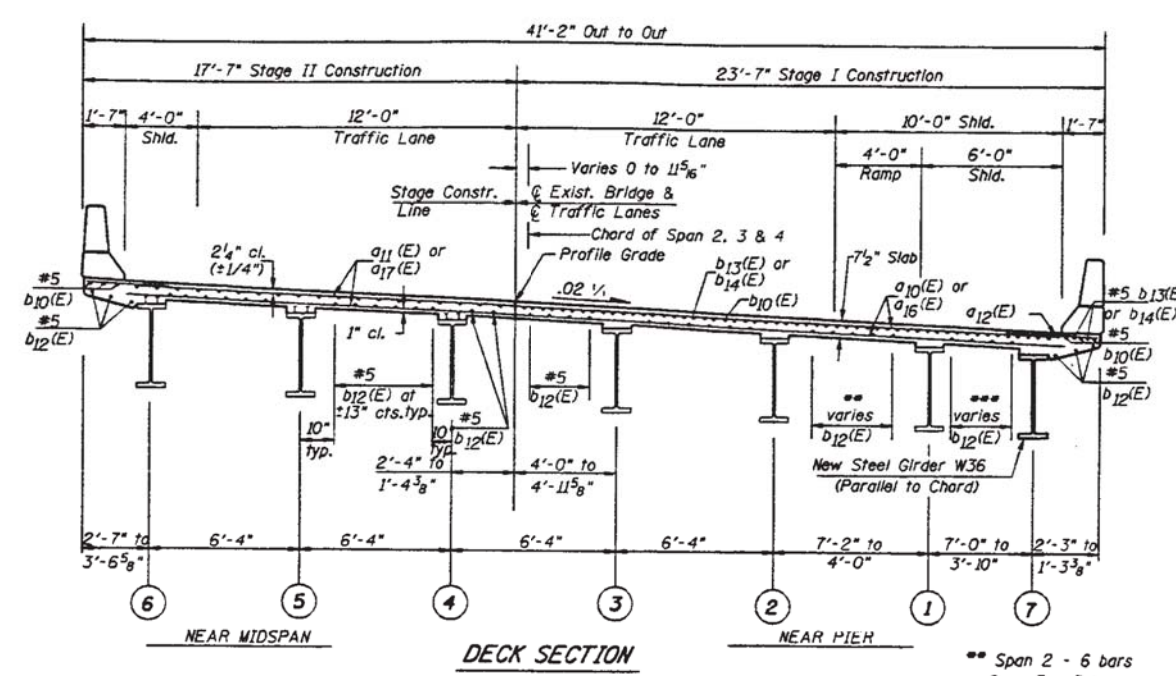 41'-2" Out to Out
17'-7" Stage II Construction
23'-7" Stage I Construction
1'-7"
4'-0"
Shld.
12'-0"
Traffic Lane
12'-0"
Traffic Lane
10'-0" Shld.
1'-7"
4'-0"
Ramp
6'-0"
Shld.
Varies 0 to 11 5/16"
Stage Constr.
Line
℄ Exist. Bridge &
℄ Traffic Lanes
Chord of Span 2, 3 & 4
Profile Grade
2 1/4" cl.
(±1/4")
a11(E) or
a17(E)
.02 '/'
b13(E) or
b14(E)
b10(E)
7 1/2" Slab
a10(E) or
a16(E)
a12(E)
#5 b13(E)
or b14(E)
#5
b10(E)
#5
b12(E)
#5
b10(E)
#5
b12(E)
1" cl.
#5
b12(E) at
±13" cts.typ.
10"
typ.
10"
typ.
#5
b12(E)
#5
b12(E)
**
varies
b12(E)
***
varies
b12(E)
New Steel Girder W36
(Parallel to Chord)
2'-4" to
1'-4 3/8"
4'-0" to
4'-11 5/8"
2'-7" to
3'-6 5/8"
6'-4"
6'-4"
6'-4"
6'-4"
7'-2" to
4'-0"
7'-0" to
3'-10"
2'-3" to
1'-3 3/8"
6
5
4
3
2
1
7
NEAR MIDSPAN
DECK SECTION
NEAR PIER
** Span 2 - 6 bars